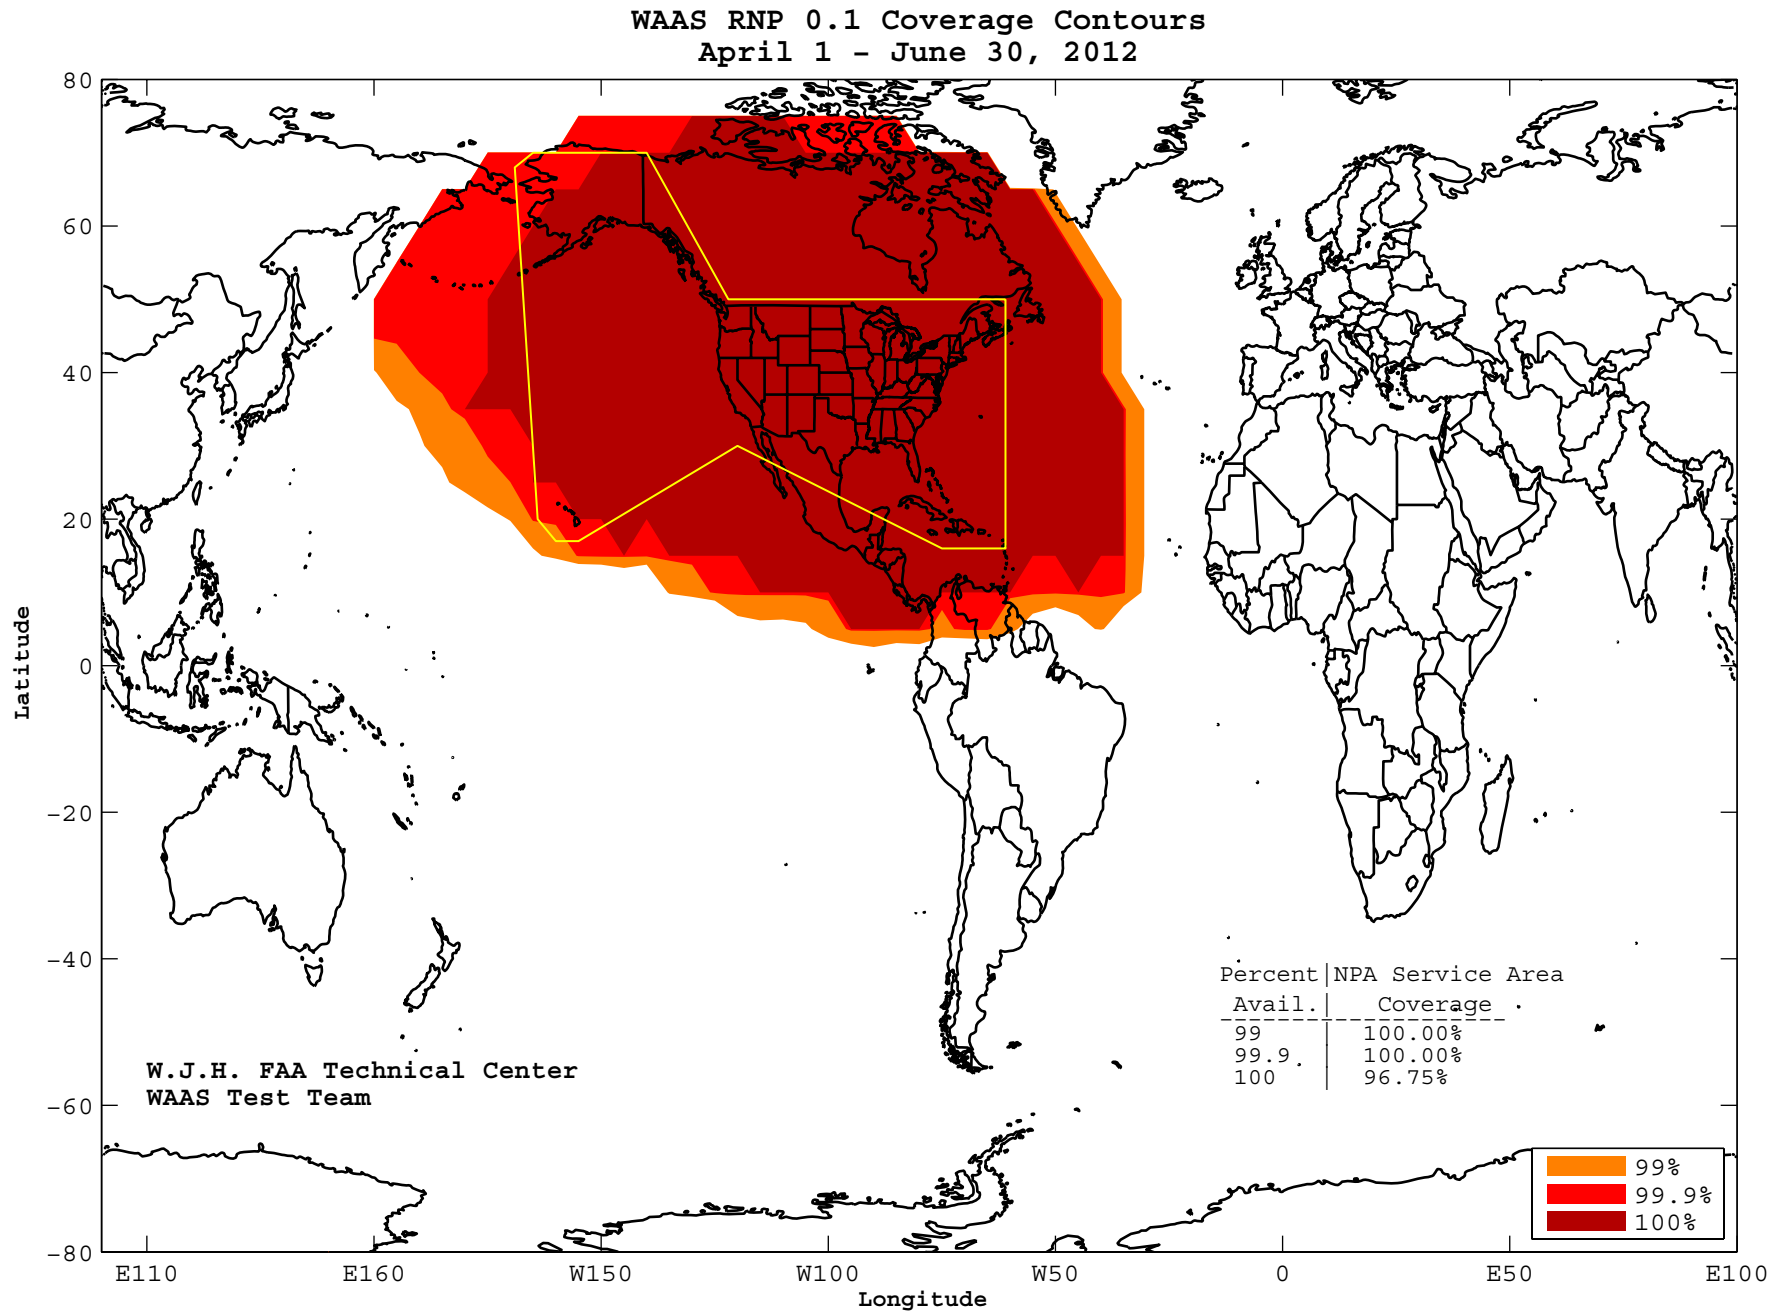 WAAS RNP 0.1 Coverage Contours
April 1 - June 30, 2012
80
60
40
20
0
-20
-40
-60
-80
Latitude
Percent|NPA Service Area
Avail.| Coverage
99 | 100.00%
99.9 | 100.00%
100 | 96.75%
W.J.H. FAA Technical Center
WAAS Test Team
99%
99.9%
100%
E110 E160 W150 W100 W50 0 E50 E100
Longitude